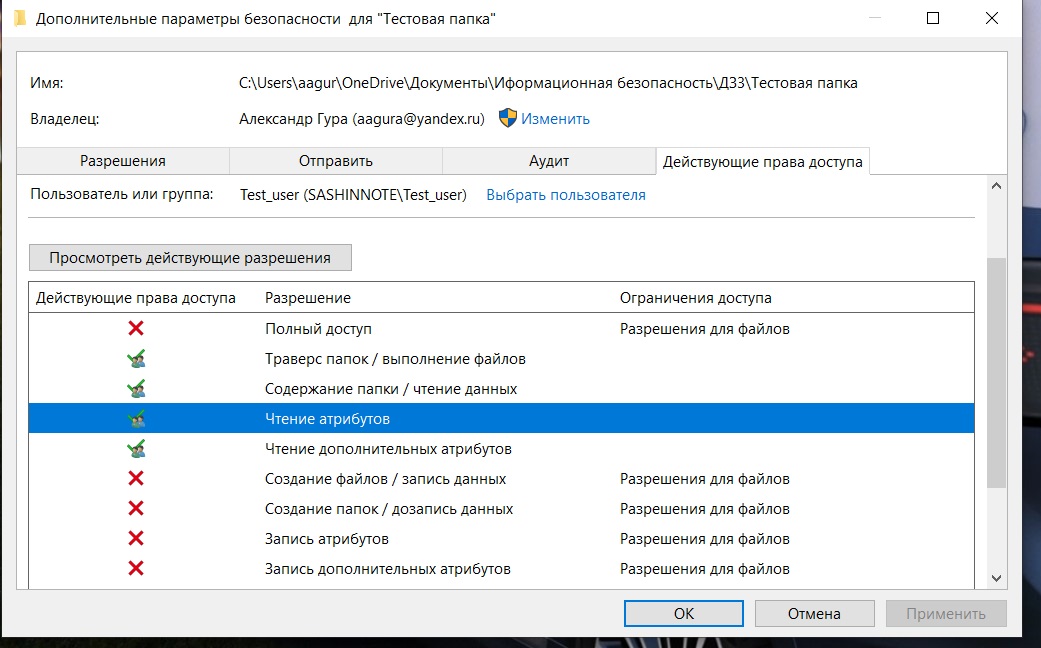 Дополнительные параметры безопасности для "Тестовая папка"
Имя: C:\Users\aagur\OneDrive\Документы\Иформационная безопасность\ДЗ3\Тестовая папка
Владелец: Александр Гура (aagura@yandex.ru) Изменить
Разрешения Отправить Аудит Действующие права доступа
Пользователь или группа: Test_user (SASHINNOTE\Test_user) Выбрать пользователя
Просмотреть действующие разрешения
Действующие права доступа Разрешение Ограничения доступа
Полный доступ Разрешения для файлов
Траверс папок / выполнение файлов
Содержание папки / чтение данных
Чтение атрибутов
Чтение дополнительных атрибутов
Создание файлов / запись данных Разрешения для файлов
Создание папок / дозапись данных Разрешения для файлов
Запись атрибутов Разрешения для файлов
Запись дополнительных атрибутов Разрешения для файлов
ОК Отмена Применить